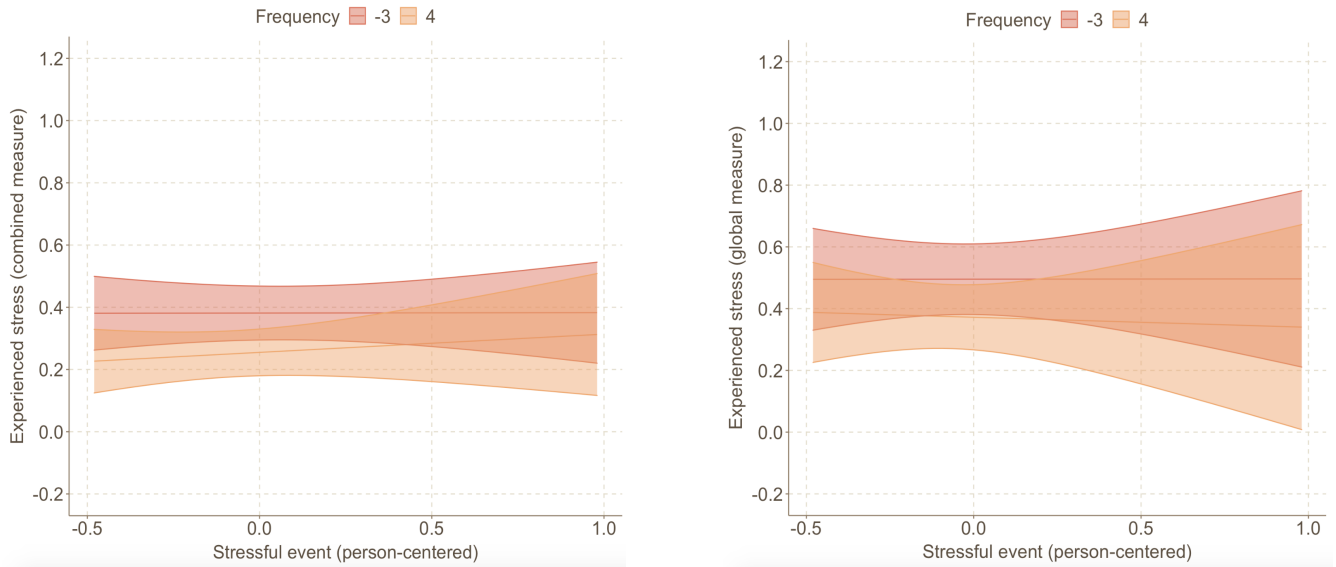 Frequency -3 4
Experienced stress (combined measure)
1.2
1.0
0.8
0.6
0.4
0.2
0.0
-0.2
-0.5 0.0 0.5 1.0
Stressful event (person-centered)
Frequency -3 4
Experienced stress (global measure)
1.2
1.0
0.8
0.6
0.4
0.2
0.0
-0.2
-0.5 0.0 0.5 1.0
Stressful event (person-centered)